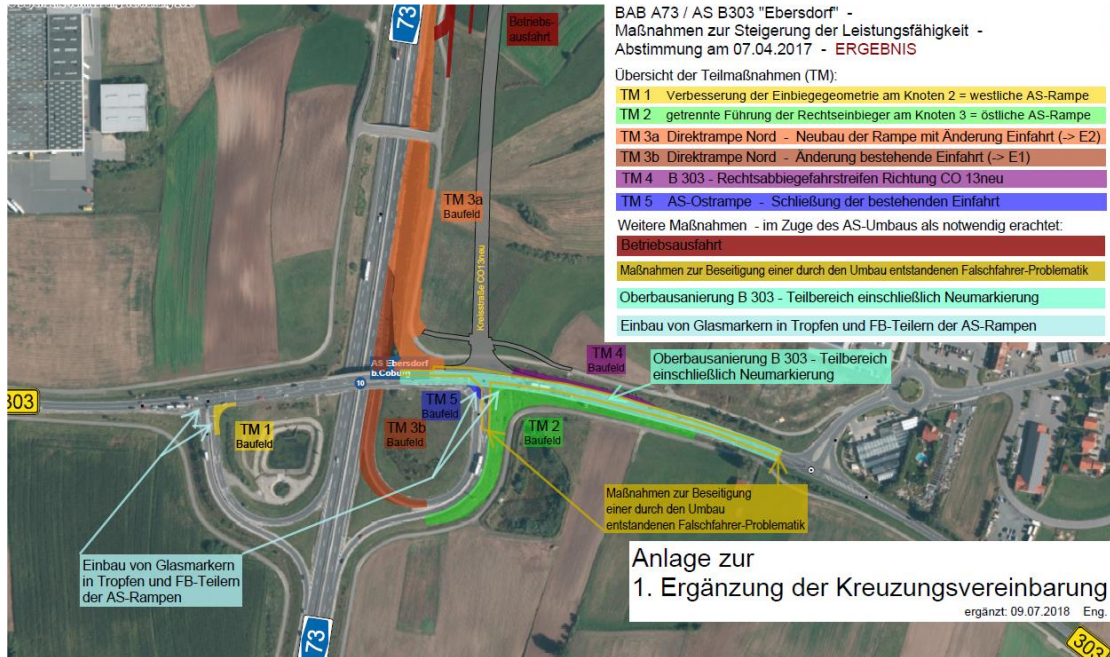 73
Betriebs-
ausfahrt
BAB A73 / AS B303 "Ebersdorf" -
Maßnahmen zur Steigerung der Leistungsfähigkeit -
Abstimmung am 07.04.2017 - ERGEBNIS
Übersicht der Teilmaßnahmen (TM):
TM 1 Verbesserung der Einbiegegeometrie am Knoten 2 = westliche AS-Rampe
TM 2 getrennte Führung der Rechtseinbieger am Knoten 3 = östliche AS-Rampe
TM 3a Direktrampe Nord - Neubau der Rampe mit Änderung Einfahrt (-> E2)
TM 3b Direktrampe Nord - Änderung bestehende Einfahrt (-> E1)
TM 4 B 303 - Rechtsabbiegefahrstreifen Richtung CO 13neu
TM 5 AS-Ostrampe - Schließung der bestehenden Einfahrt
Weitere Maßnahmen - im Zuge des AS-Umbaus als notwendig erachtet:
Betriebsausfahrt
Maßnahmen zur Beseitigung einer durch den Umbau entstandenen Falschfahrer-Problematik
Oberbausanierung B 303 - Teilbereich einschließlich Neumarkierung
Einbau von Glasmarkern in Tropfen und FB-Teilern der AS-Rampen
TM 3a
Baufeld
Kreisstraße CO13neu
AS Ebersdorf
b.Coburg
10
TM 4
Baufeld
Oberbausanierung B 303 - Teilbereich
einschließlich Neumarkierung
303
TM 1
Baufeld
TM 3b
Baufeld
TM 5
Baufeld
TM 2
Baufeld
Maßnahmen zur Beseitigung
einer durch den Umbau
entstandenen Falschfahrer-Problematik
Einbau von Glasmarkern
in Tropfen und FB-Teilern
der AS-Rampen
73
Anlage zur
1. Ergänzung der Kreuzungsvereinbarung
ergänzt: 09.07.2018 Eng.
303